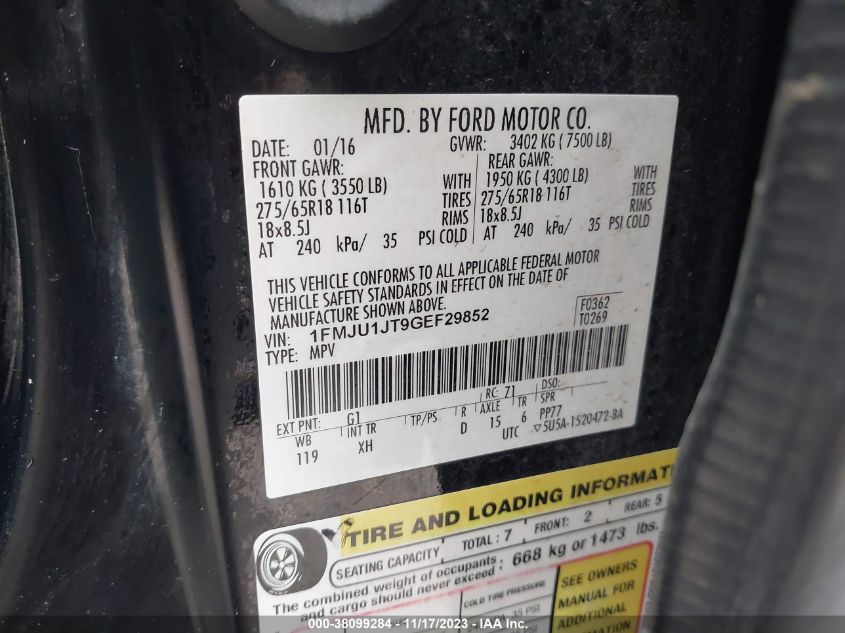 MFD. BY FORD MOTOR CO.
DATE: 01/16 GVWR: 3402 KG ( 7500 LB)
FRONT GAWR: REAR GAWR:
1610 KG ( 3550 LB) WITH 1950 KG ( 4300 LB) WITH
275/65R18 116T TIRES 275/65R18 116T TIRES
18x8.5J RIMS 18x8.5J RIMS
AT 240 kPa/ 35 PSI COLD AT 240 kPa/ 35 PSI COLD
THIS VEHICLE CONFORMS TO ALL APPLICABLE FEDERAL MOTOR
VEHICLE SAFETY STANDARDS IN EFFECT ON THE DATE OF
MANUFACTURE SHOWN ABOVE.
VIN: 1FMJU1JT9GEF29852 F0362
TYPE: MPV T0269
EXT PNT: G1 RC: 71 DSO:
WB INT TR TP/PS R AXLE TR SPR
119 XH D 15 6 PP77
UTC ▽5U5A-1520472-BA
TIRE AND LOADING INFORMATI
SEATING CAPACITY TOTAL : 7 FRONT: 2 REAR: 5
The combined weight of occupants and cargo should never exceed : 668 kg or 1473 lbs.
COLD TIRE PRESSURE
35 PSI
SEE OWNERS
MANUAL FOR
ADDITIONAL
000-38099284 - 11/17/2023 - IAA Inc.